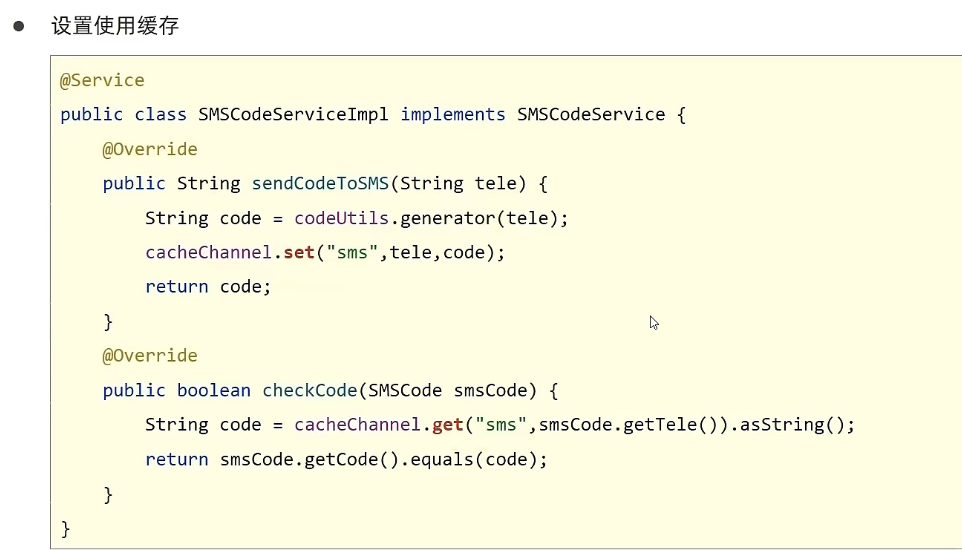 ● 设置使用缓存
@Service
public class SMSCodeServiceImpl implements SMSCodeService {
    @Override
    public String sendCodeToSMS(String tele) {
        String code = codeUtils.generator(tele);
        cacheChannel.set("sms",tele,code);
        return code;
    }
    @Override
    public boolean checkCode(SMSCode smsCode) {
        String code = cacheChannel.get("sms",smsCode.getTele()).asString();
        return smsCode.getCode().equals(code);
    }
}